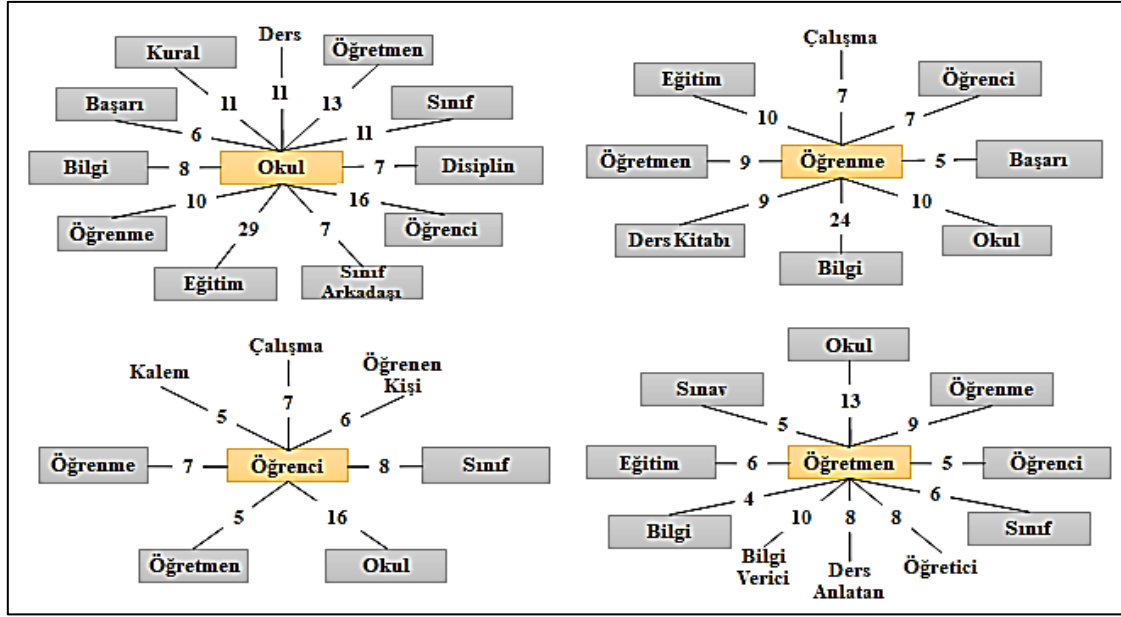 Ders
Kural
Öğretmen
11
11
13
Başarı
Sınıf
6
11
Bilgi
8
Okul
7
Disiplin
10
16
Öğrenme
29
7
Öğrenci
Eğitim
Sınıf
Arkadaşı
Çalışma
Eğitim
Öğrenci
7
10
7
Öğretmen
9
Öğrenme
5
Başarı
9
10
24
Ders Kitabı
Okul
Bilgi
Çalışma
Kalem
Öğrenen
Kişi
5
7
6
Öğrenme
7
Öğrenci
8
Sınıf
5
16
Öğretmen
Okul
Okul
Sınav
Öğrenme
13
5
9
Eğitim
6
Öğretmen
5
Öğrenci
4
10
8
8
6
Bilgi
Sınıf
Bilgi
Verici
Ders
Anlatan
Öğretici